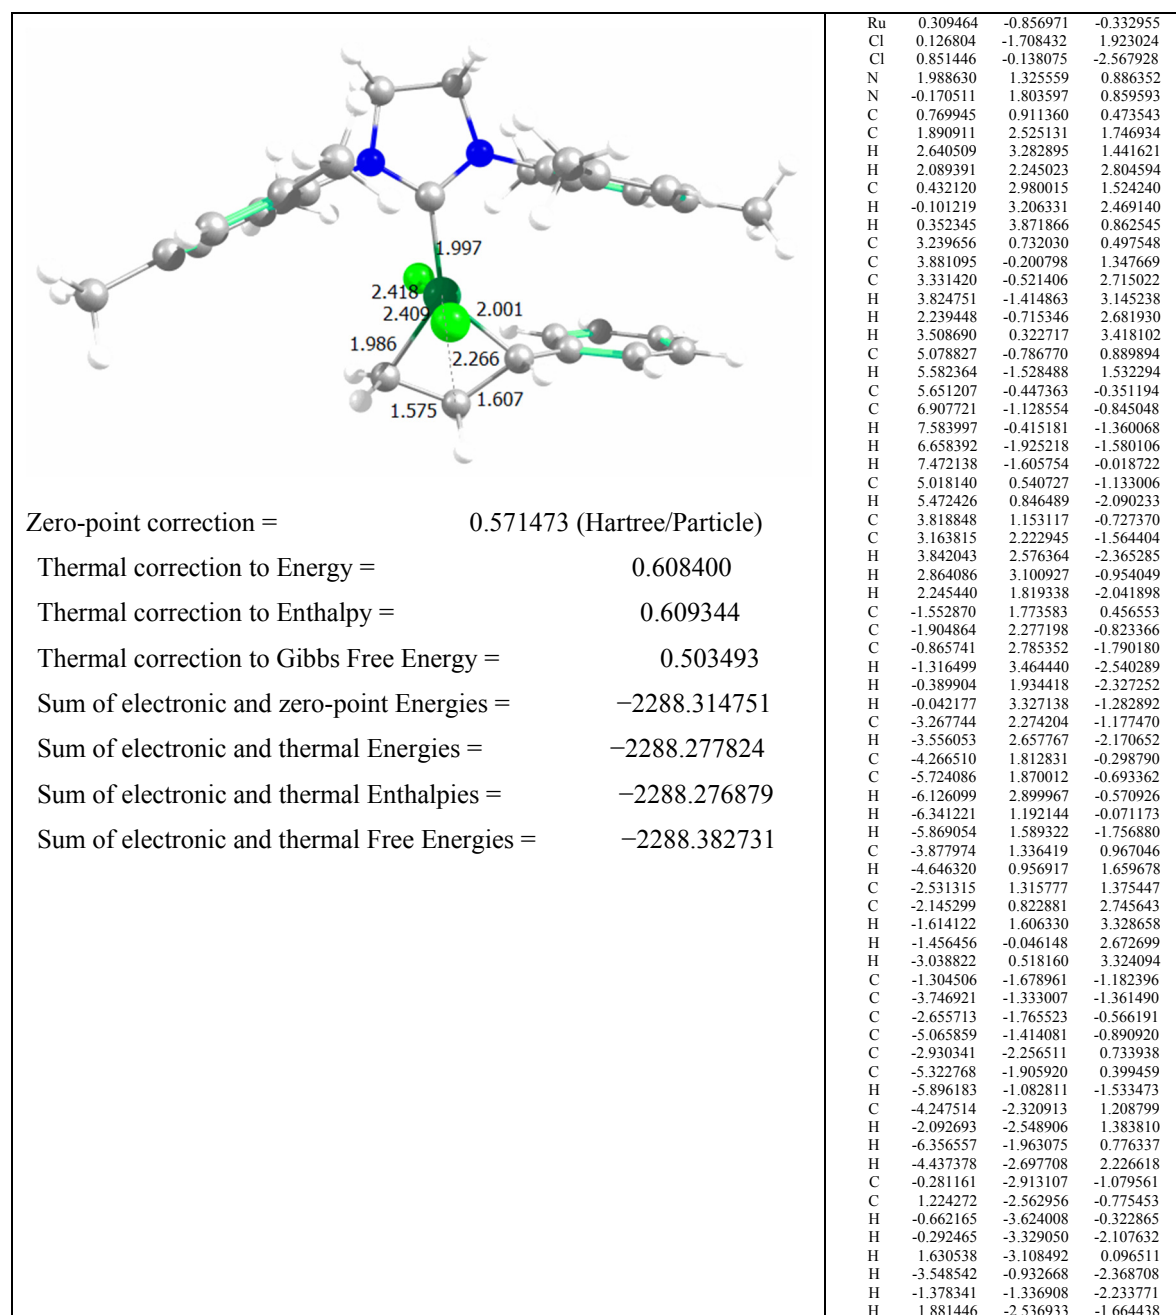 1.997
2.418
2.409
2.001
1.986
2.266
1.575
1.607
Zero-point correction = 0.571473 (Hartree/Particle)
Thermal correction to Energy = 0.608400
Thermal correction to Enthalpy = 0.609344
Thermal correction to Gibbs Free Energy = 0.503493
Sum of electronic and zero-point Energies = −2288.314751
Sum of electronic and thermal Energies = −2288.277824
Sum of electronic and thermal Enthalpies = −2288.276879
Sum of electronic and thermal Free Energies = −2288.382731
Ru 0.309464 -0.856971 -0.332955
Cl 0.126804 -1.708432 1.923024
Cl 0.851446 -0.138075 -2.567928
N 1.988630 1.325559 0.886352
N -0.170511 1.803597 0.859593
C 0.769945 0.911360 0.473543
C 1.890911 2.525131 1.746934
H 2.640509 3.282895 1.441621
H 2.089391 2.245023 2.804594
C 0.432120 2.980015 1.524240
H -0.101219 3.206331 2.469140
H 0.352345 3.871866 0.862545
C 3.239656 0.732030 0.497548
C 3.881095 -0.200798 1.347669
C 3.331420 -0.521406 2.715022
H 3.824751 -1.414863 3.145238
H 2.239448 -0.715346 2.681930
H 3.508690 0.322717 3.418102
C 5.078827 -0.786770 0.889894
H 5.582364 -1.528488 1.532294
C 5.651207 -0.447363 -0.351194
C 6.907721 -1.128554 -0.845048
H 7.583997 -0.415181 -1.360068
H 6.658392 -1.925218 -1.580106
H 7.472138 -1.605754 -0.018722
C 5.018140 0.540727 -1.133006
H 5.472426 0.846489 -2.090233
C 3.818848 1.153117 -0.727370
C 3.163815 2.222945 -1.564404
H 3.842043 2.576364 -2.365285
H 2.864086 3.100927 -0.954049
H 2.245440 1.819338 -2.041898
C -1.552870 1.773583 0.456553
C -1.904864 2.277198 -0.823366
C -0.865741 2.785352 -1.790180
H -1.316499 3.464440 -2.540289
H -0.389904 1.934418 -2.327252
H -0.042177 3.327138 -1.282892
C -3.267744 2.274204 -1.177470
H -3.556053 2.657767 -2.170652
C -4.266510 1.812831 -0.298790
C -5.724086 1.870012 -0.693362
H -6.126099 2.899967 -0.570926
H -6.341221 1.192144 -0.071173
H -5.869054 1.589322 -1.756880
C -3.877974 1.336419 0.967046
H -4.646320 0.956917 1.659678
C -2.531315 1.315777 1.375447
C -2.145299 0.822881 2.745643
H -1.614122 1.606330 3.328658
H -1.456456 -0.046148 2.672699
H -3.038822 0.518160 3.324094
C -1.304506 -1.678961 -1.182396
C -3.746921 -1.333007 -1.361490
C -2.655713 -1.765523 -0.566191
C -5.065859 -1.414081 -0.890920
C -2.930341 -2.256511 0.733938
C -5.322768 -1.905920 0.399459
H -5.896183 -1.082811 -1.533473
C -4.247514 -2.320913 1.208799
H -2.092693 -2.548906 1.383810
H -6.356557 -1.963075 0.776337
H -4.437378 -2.697708 2.226618
C -0.281161 -2.913107 -1.079561
C 1.224272 -2.562956 -0.775453
H -0.662165 -3.624008 -0.322865
H -0.292465 -3.329050 -2.107632
H 1.630538 -3.108492 0.096511
H -3.548542 -0.932668 -2.368708
H -1.378341 -1.336908 -2.233771
H 1.881446 -2.536933 -1.664438